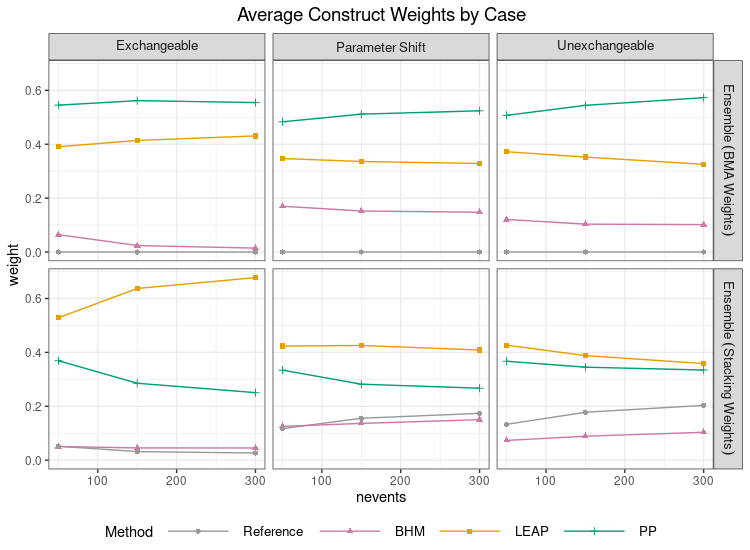 Average Construct Weights by Case
Exchangeable
Parameter Shift
Unexchangeable
0.6
0.4
0.2
0.0
Ensemble (BMA Weights)
weight
0.6
0.4
0.2
0.0
Ensemble (Stacking Weights)
100 200 300
100 200 300
100 200 300
nevents
Method Reference BHM LEAP PP